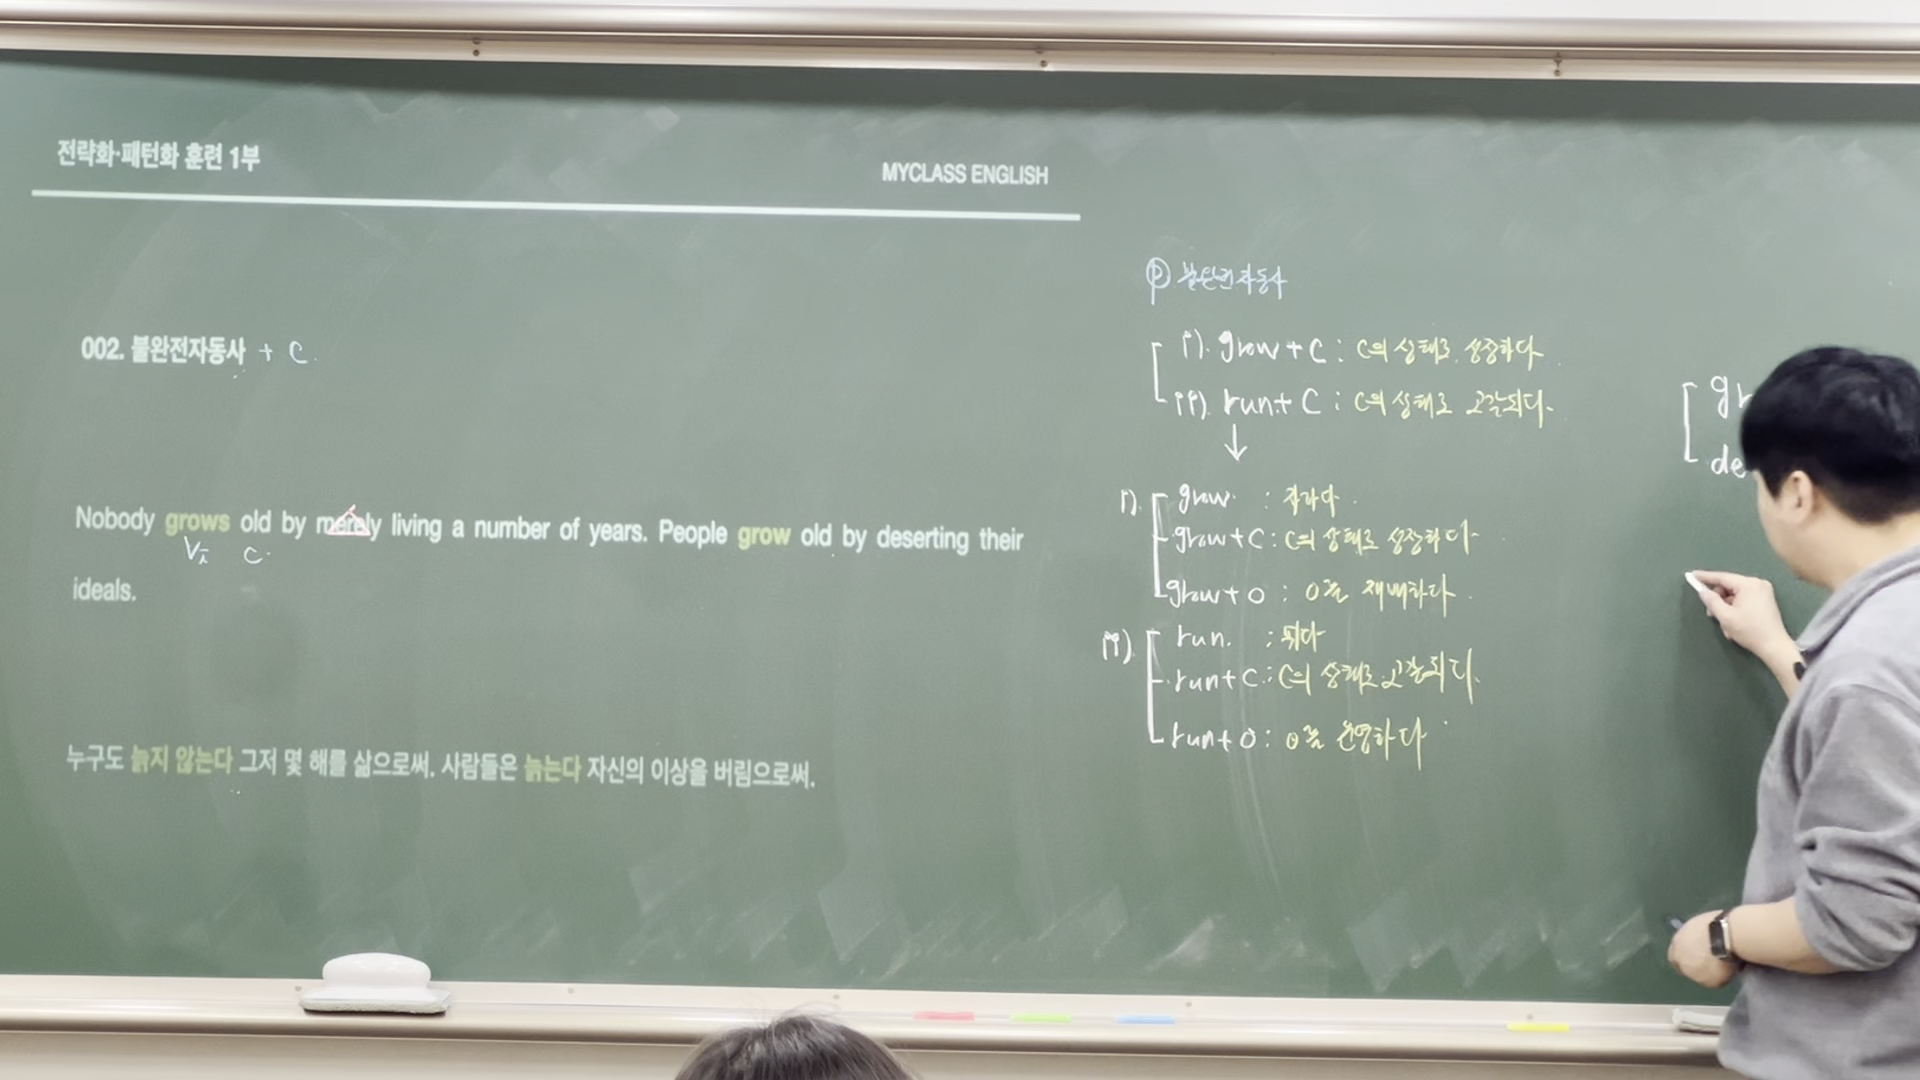 전략화·패턴화 훈련 1부
MYCLASS ENGLISH
002. 불완전자동사 + C.
Nobody grows old by merely living a number of years. People grow old by deserting their
Vi C.
ideals.
누구도 늙지 않는다 그저 몇 해를 삶으로써. 사람들은 늙는다 자신의 이상을 버림으로써.
ⓟ 불완전자동사
i). grow + C : C의 상태로 성장하다.
ii). run + C : C의 상태로 고갈되다.
↓
i). grow : 자라다.
grow + C : C의 상태로 성장하다.
grow + O : O를 재배하다.
ii). run. : 뛰다
run + C : C의 상태로 고갈되다.
run + O : O를 운영하다
gr
de